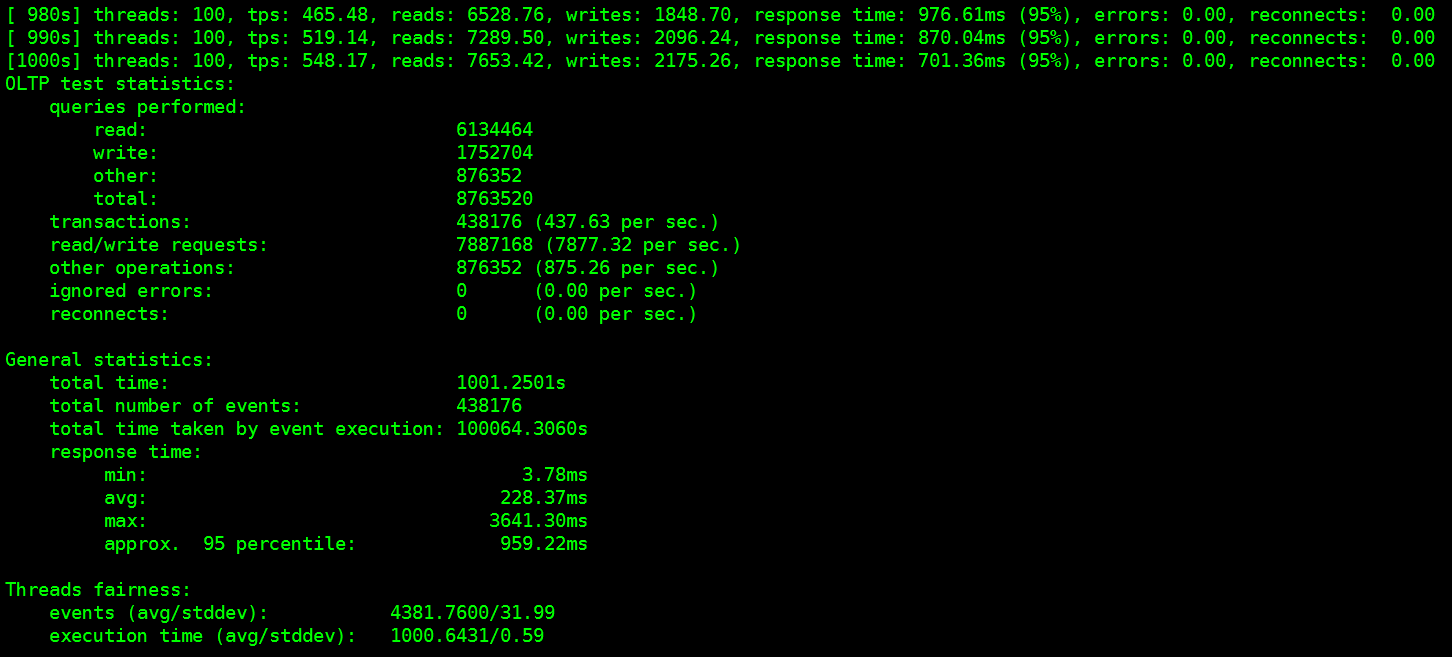 [ 980s] threads: 100, tps: 465.48, reads: 6528.76, writes: 1848.70, response time: 976.61ms (95%), errors: 0.00, reconnects:  0.00
[ 990s] threads: 100, tps: 519.14, reads: 7289.50, writes: 2096.24, response time: 870.04ms (95%), errors: 0.00, reconnects:  0.00
[1000s] threads: 100, tps: 548.17, reads: 7653.42, writes: 2175.26, response time: 701.36ms (95%), errors: 0.00, reconnects:  0.00
OLTP test statistics:
    queries performed:
        read:                            6134464
        write:                           1752704
        other:                           876352
        total:                           8763520
    transactions:                        438176 (437.63 per sec.)
    read/write requests:                 7887168 (7877.32 per sec.)
    other operations:                    876352 (875.26 per sec.)
    ignored errors:                      0      (0.00 per sec.)
    reconnects:                          0      (0.00 per sec.)

General statistics:
    total time:                          1001.2501s
    total number of events:              438176
    total time taken by event execution: 100064.3060s
    response time:
         min:                                  3.78ms
         avg:                                228.37ms
         max:                               3641.30ms
         approx.  95 percentile:             959.22ms

Threads fairness:
    events (avg/stddev):           4381.7600/31.99
    execution time (avg/stddev):   1000.6431/0.59